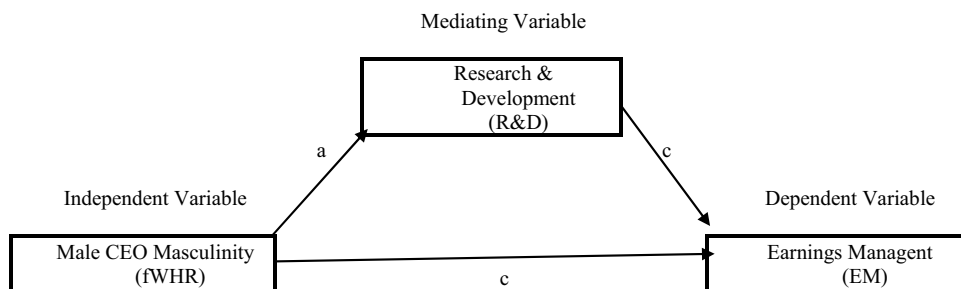 Mediating Variable
Research &
Development
(R&D)
a
c
Independent Variable
Dependent Variable
Male CEO Masculinity
(fWHR)
Earnings Managent
(EM)
c